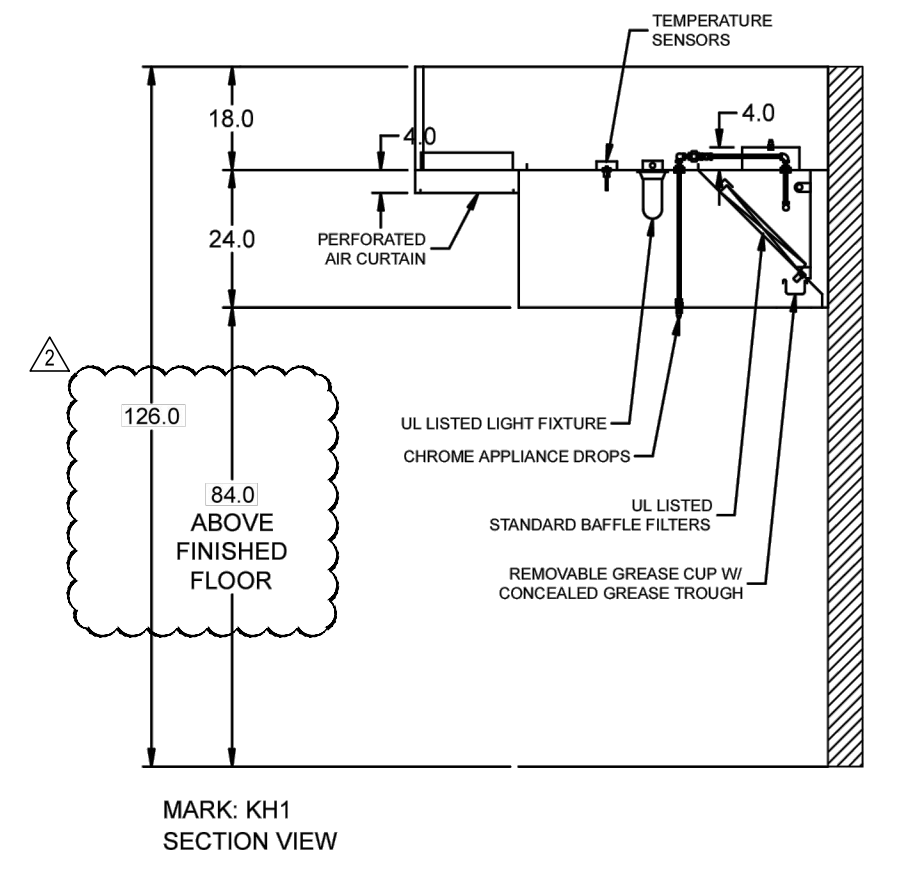 TEMPERATURE
SENSORS
18.0
4.0
4.0
24.0
PERFORATED
AIR CURTAIN
2
126.0
UL LISTED LIGHT FIXTURE
CHROME APPLIANCE DROPS
84.0
ABOVE
FINISHED
FLOOR
UL LISTED
STANDARD BAFFLE FILTERS
REMOVABLE GREASE CUP W/
CONCEALED GREASE TROUGH
MARK: KH1
SECTION VIEW